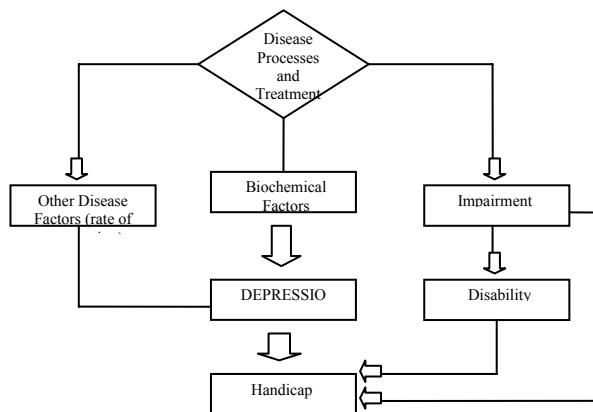 Disease
Processes
and
Treatment
Other Disease
Factors (rate of
Biochemical
Factors
Impairment
DEPRESSIO
Disability
Handicap